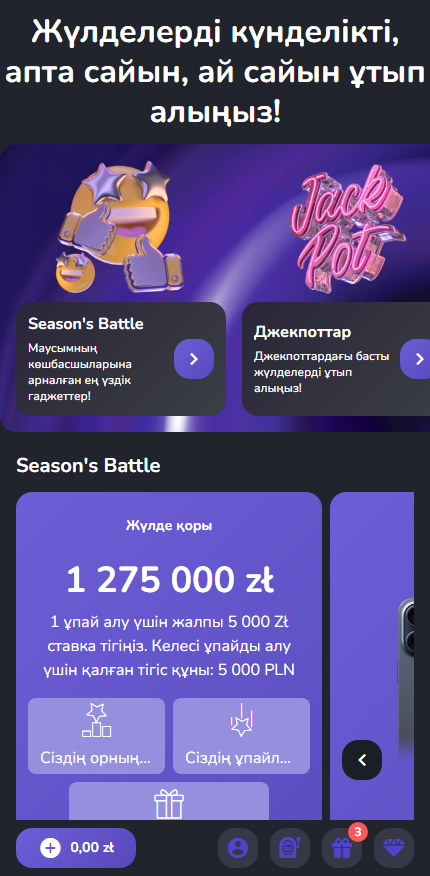 Жүлделерді күнделікті,
апта сайын, ай сайын ұтып
алыңыз!
Jack
Pot
Season's Battle
Маусымның
көшбасшыларына
арналған ең үздік
гаджеттер!
Джекпоттар
Джекпоттардағы басты
жүлделерді ұтып
алыңыз!
Season's Battle
Жүлде қоры
1 275 000 zł
1 ұпай алу үшін жалпы 5 000 Zł
ставка тігіңіз. Келесі ұпайды алу
үшін қалған тігіс құны: 5 000 PLN
Сіздің орның...
Сіздің ұпайл...
0,00 zł
3